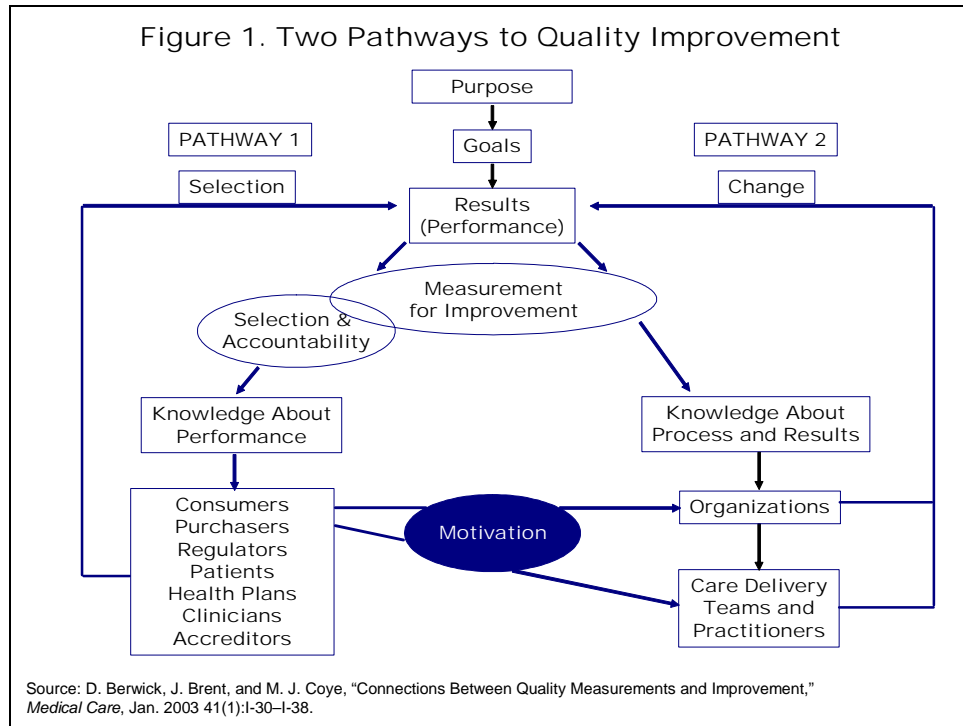 Figure 1. Two Pathways to Quality Improvement
Purpose
PATHWAY 1
Goals
PATHWAY 2
Selection
Results
(Performance)
Change
Measurement
for Improvement
Selection &
Accountability
Knowledge About
Performance
Knowledge About
Process and Results
Consumers
Purchasers
Regulators
Patients
Health Plans
Clinicians
Accreditors
Motivation
Organizations
Care Delivery
Teams and
Practitioners
Source: D. Berwick, J. Brent, and M. J. Coye, “Connections Between Quality Measurements and Improvement,”
Medical Care, Jan. 2003 41(1):I-30–I-38.